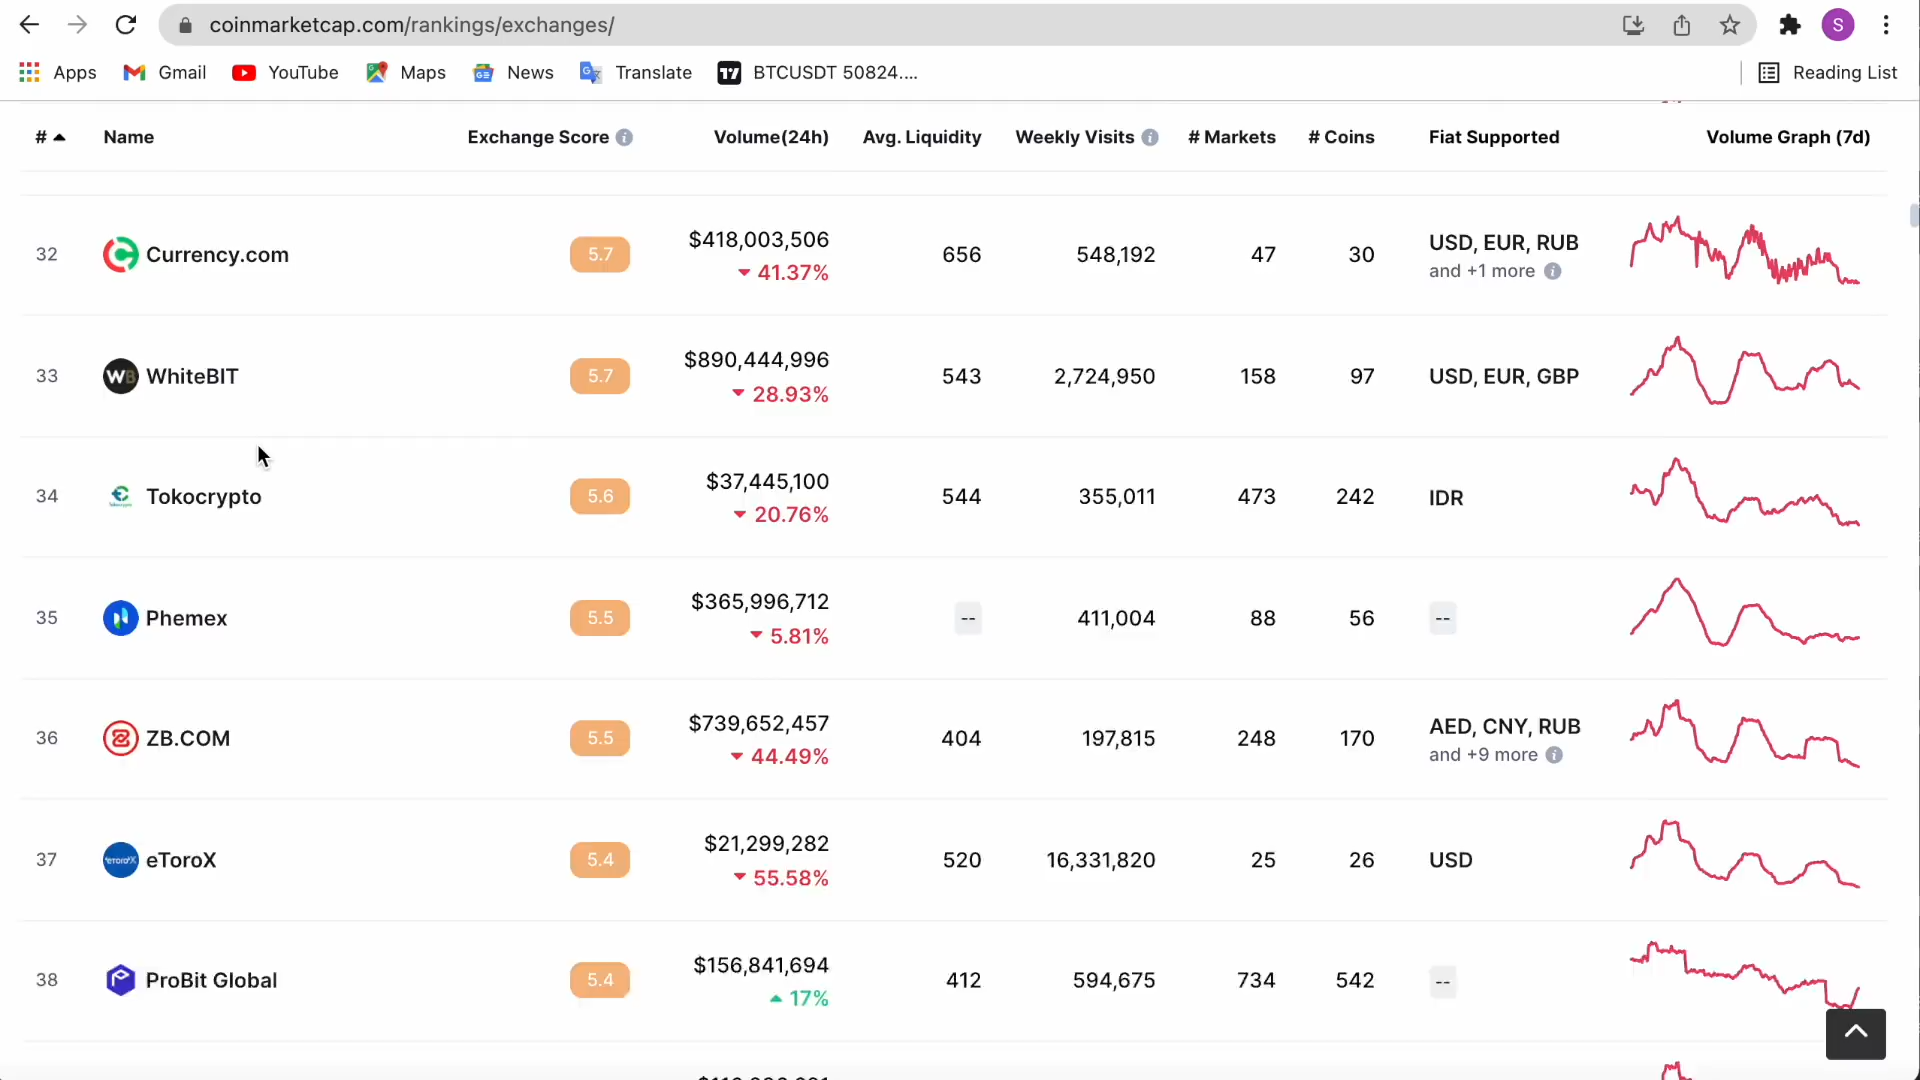 coinmarketcap.com/rankings/exchanges/
S
Apps Gmail YouTube Maps News Translate BTCUSDT 50824.... Reading List
# Name Exchange Score Volume(24h) Avg. Liquidity Weekly Visits # Markets # Coins Fiat Supported Volume Graph (7d)
32 Currency.com 5.7 $418,003,506 656 548,192 47 30 USD, EUR, RUB
41.37% and +1 more
33 WhiteBIT 5.7 $890,444,996 543 2,724,950 158 97 USD, EUR, GBP
28.93%
34 Tokocrypto 5.6 $37,445,100 544 355,011 473 242 IDR
20.76%
35 Phemex 5.5 $365,996,712 -- 411,004 88 56 --
5.81%
36 ZB.COM 5.5 $739,652,457 404 197,815 248 170 AED, CNY, RUB
44.49% and +9 more
37 eToroX 5.4 $21,299,282 520 16,331,820 25 26 USD
55.58%
38 ProBit Global 5.4 $156,841,694 412 594,675 734 542 --
17%